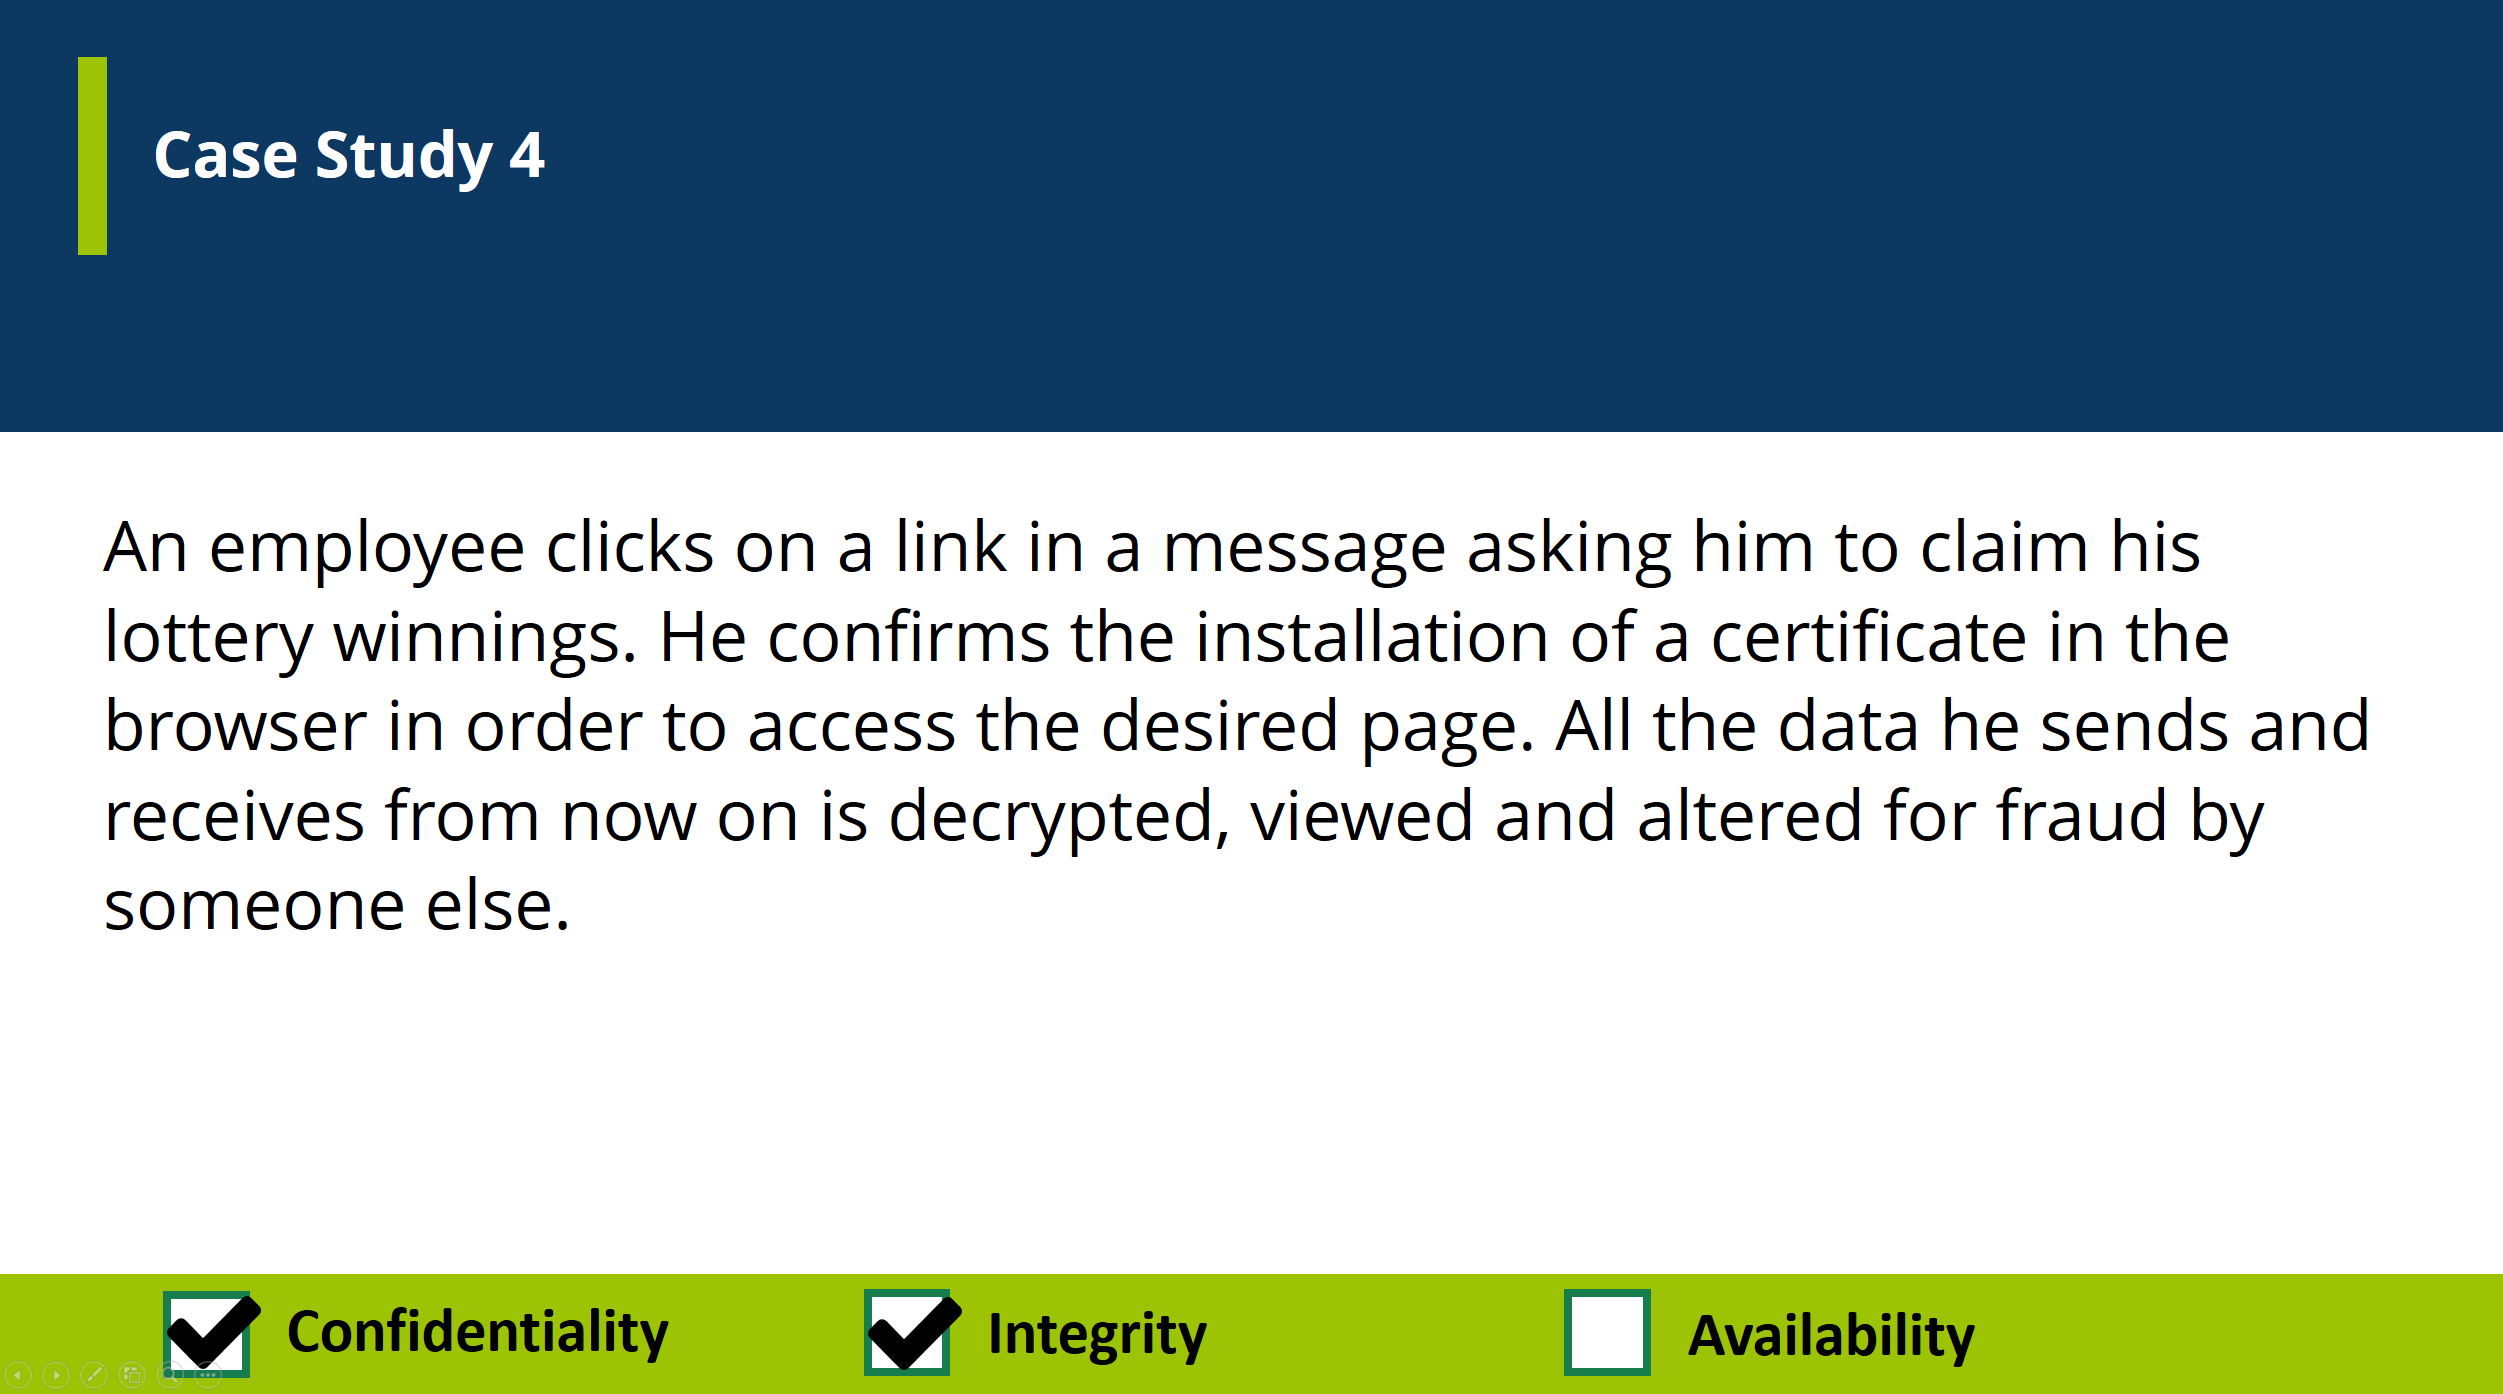 Case Study 4
An employee clicks on a link in a message asking him to claim his
lottery winnings. He confirms the installation of a certificate in the
browser in order to access the desired page. All the data he sends and
receives from now on is decrypted, viewed and altered for fraud by
someone else.
Confidentiality
Integrity
Availability